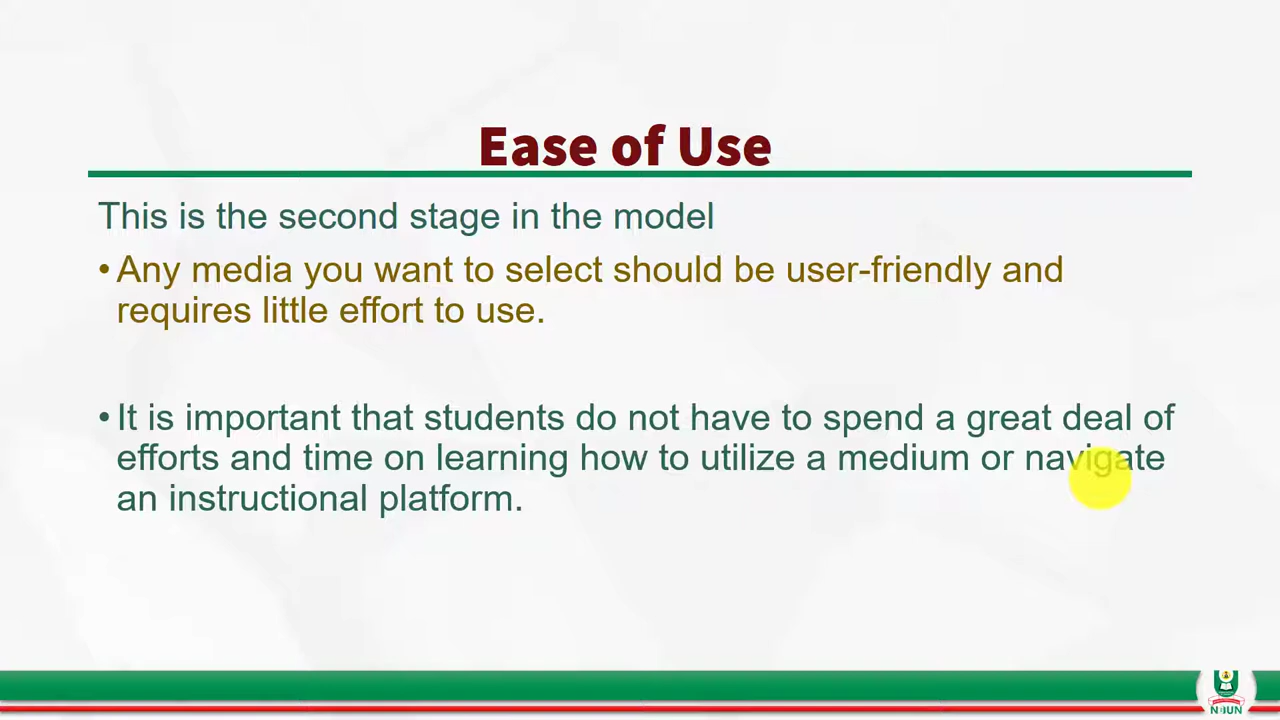 Ease of Use
This is the second stage in the model
•Any media you want to select should be user-friendly and
requires little effort to use.
•It is important that students do not have to spend a great deal of
efforts and time on learning how to utilize a medium or navigate
an instructional platform.
NOUN